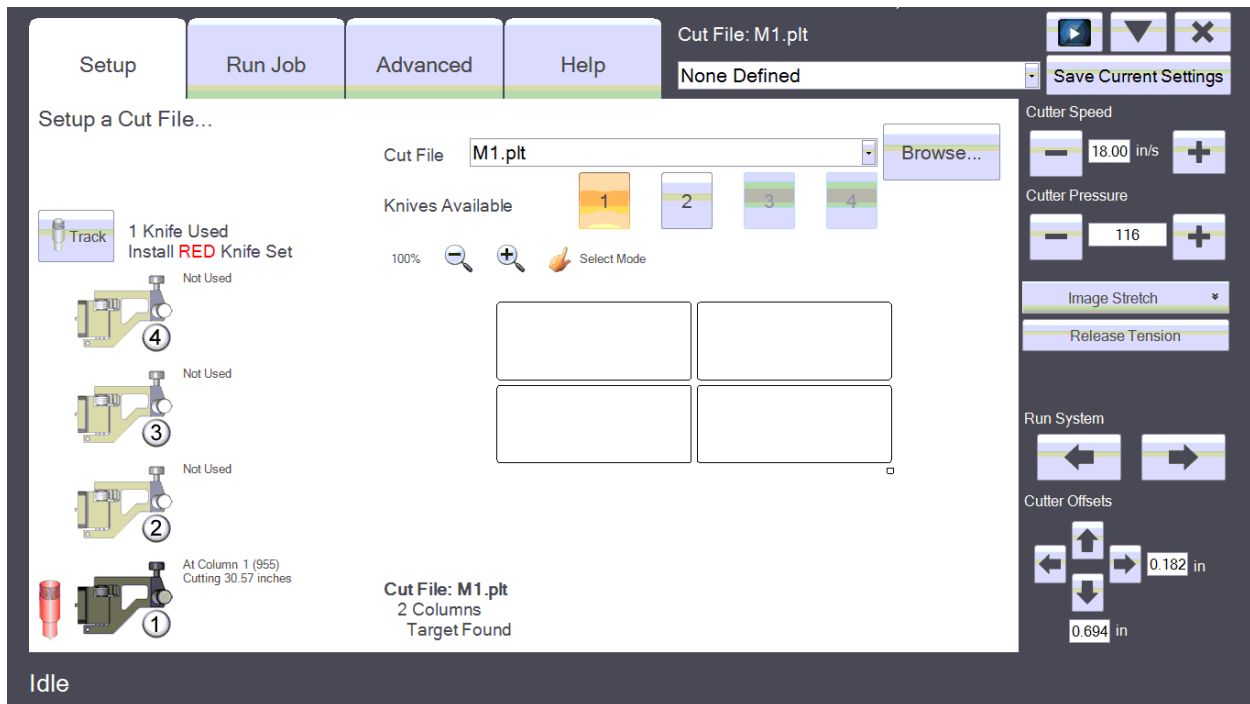 Setup
Run Job
Advanced
Help
Cut File: M1.plt
None Defined
Save Current Settings
Setup a Cut File...
Cut File
M1.plt
Browse...
Knives Available
1
2
3
4
Track
1 Knife Used
Install RED Knife Set
100%
Select Mode
Not Used
4
Not Used
3
Not Used
2
At Column 1 (955)
Cutting 30.57 inches
1
Cut File: M1.plt
2 Columns
Target Found
Cutter Speed
18.00 in/s
Cutter Pressure
116
Image Stretch
Release Tension
Run System
Cutter Offsets
0.182 in
0.694 in
Idle